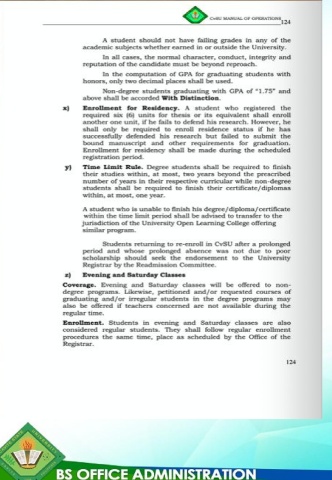 CvSU MANUAL OF OPERATIONS 124
A student should not have failing grades in any of the
academic subjects whether earned in or outside the University.
In all cases, the normal character, conduct, integrity and
reputation of the candidate must be beyond reproach.
In the computation of GPA for graduating students with
honors, only two decimal places shall be used.
Non-degree students graduating with GPA of "1.75" and
above shall be accorded With Distinction.
x) Enrollment for Residency. A student who registered the
required six (6) units for thesis or its equivalent shall enroll
another one unit, if he fails to defend his research. However, he
shall only be required to enroll residence status if he has
successfully defended his research but failed to submit the
bound manuscript and other requirements for graduation.
Enrollment for residency shall be made during the scheduled
registration period.
y) Time Limit Rule. Degree students shall be required to finish
their studies within, at most, two years beyond the prescribed
number of years in their respective curricular while non-degree
students shall be required to finish their certificate/diplomas
within, at most, one year.
A student who is unable to finish his degree/diploma/certificate
within the time limit period shall be advised to transfer to the
jurisdiction of the University Open Learning College offering
similar program.
Students returning to re-enroll in CvSU after a prolonged
period and whose prolonged absence was not due to poor
scholarship should seek the endorsement to the University
Registrar by the Readmission Committee.
z) Evening and Saturday Classes
Coverage. Evening and Saturday classes will be offered to non-
degree programs. Likewise, petitioned and/or requested courses of
graduating and/or irregular students in the degree programs may
also be offered if teachers concerned are not available during the
regular time.
Enrollment. Students in evening and Saturday classes are also
considered regular students. They shall follow regular enrollment
procedures the same time, place as scheduled by the Office of the
Registrar.
124
BS OFFICE ADMINISTRATION